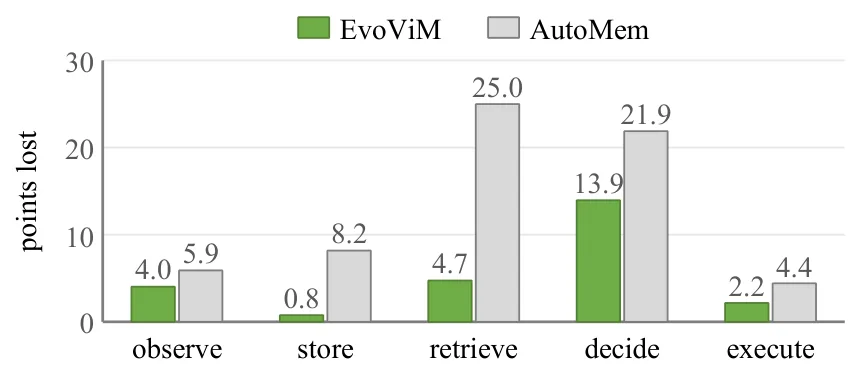 EvoViM AutoMem
points lost
30
20
10
0
4.0 5.9 0.8 8.2 4.7 25.0 13.9 21.9 2.2 4.4
observe store retrieve decide execute